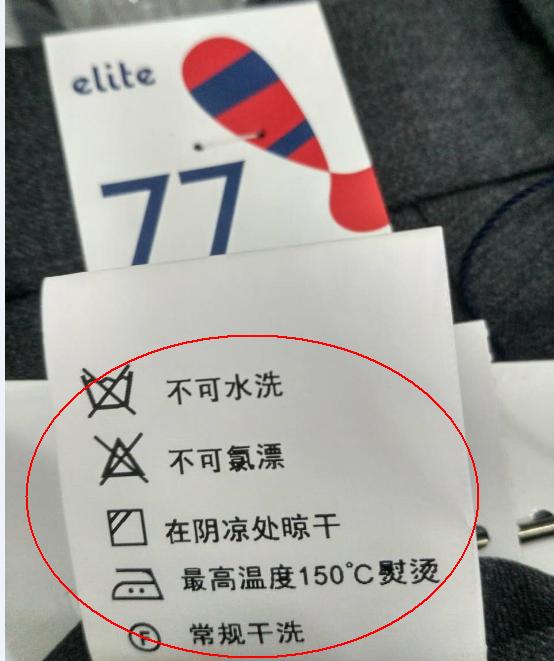 elite
77
不可水洗
不可氯漂
在阴凉处晾干
最高温度150℃熨烫
F 常规干洗